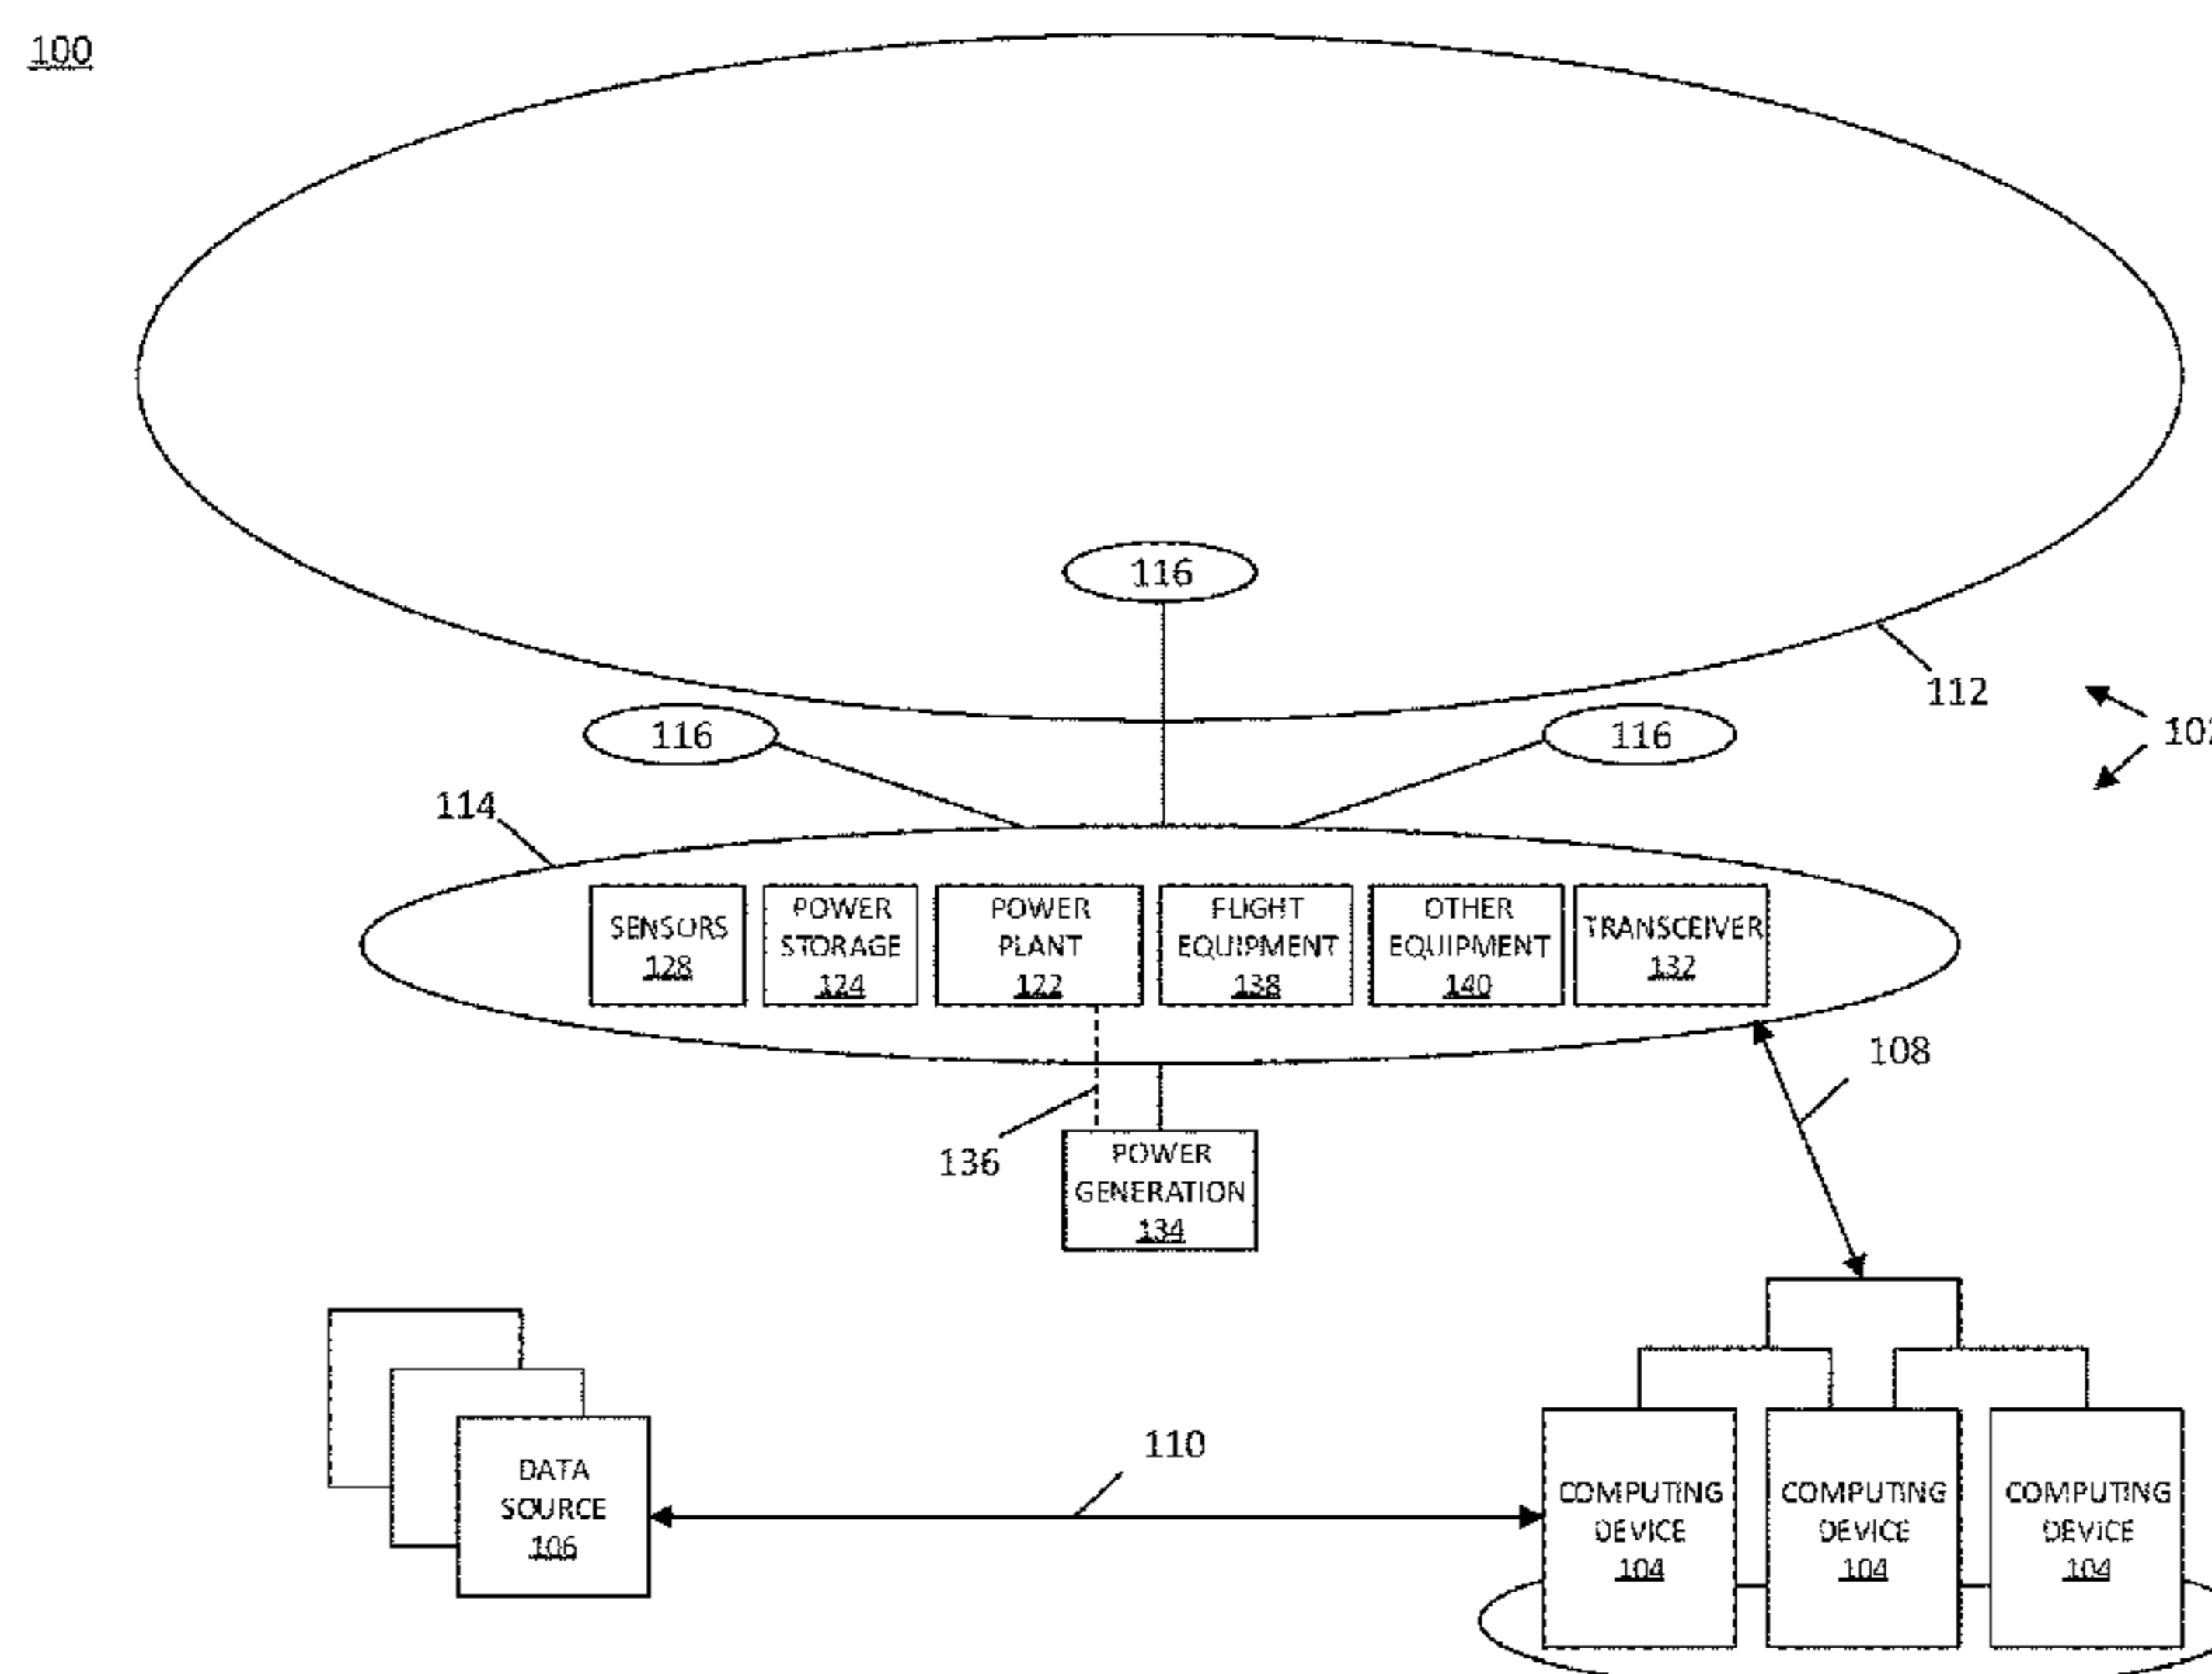 100
116
112
116
116
102
114
SENSORS
128
POWER
STORAGE
124
POWER
PLANT
122
FLIGHT
EQUIPMENT
138
OTHER
EQUIPMENT
140
TRANSCEIVER
132
108
136
POWER
GENERATION
134
110
DATA
SOURCE
106
COMPUTING
DEVICE
104
COMPUTING
DEVICE
104
COMPUTING
DEVICE
104